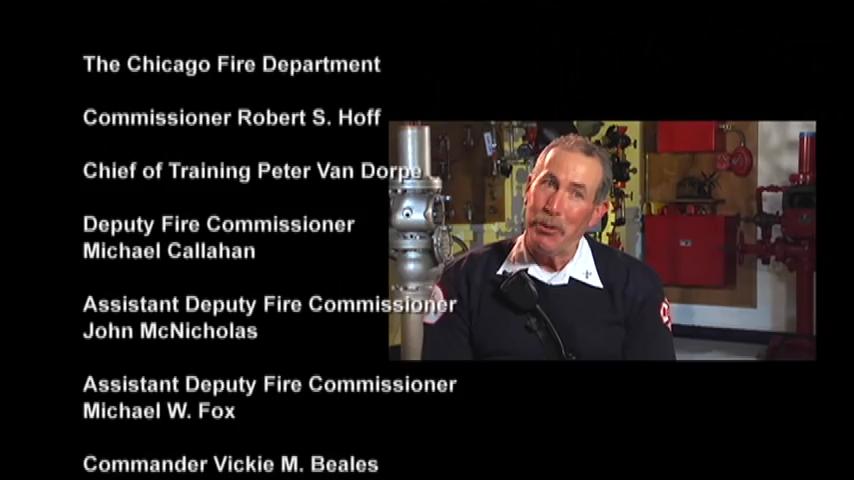 The Chicago Fire Department
Commissioner Robert S. Hoff
Chief of Training Peter Van Dorpe
Deputy Fire Commissioner
Michael Callahan
Assistant Deputy Fire Commissioner
John McNicholas
Assistant Deputy Fire Commissioner
Michael W. Fox
Commander Vickie M. Beales